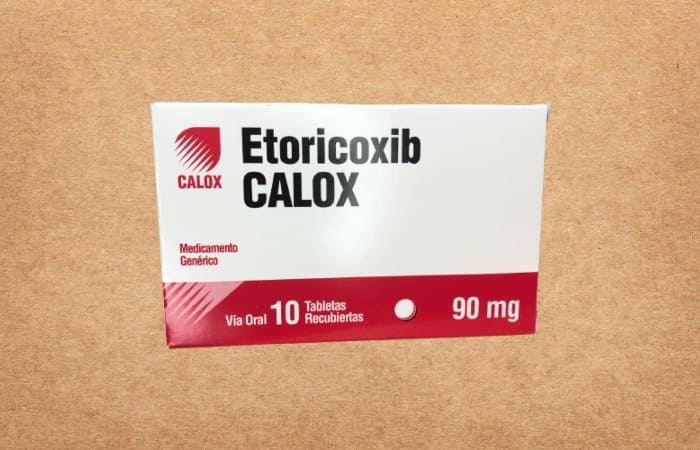 Etoricoxib
CALOX
CALOX
Medicamento
Genérico
Vía Oral 10 Tabletas
Recubiertas
90 mg